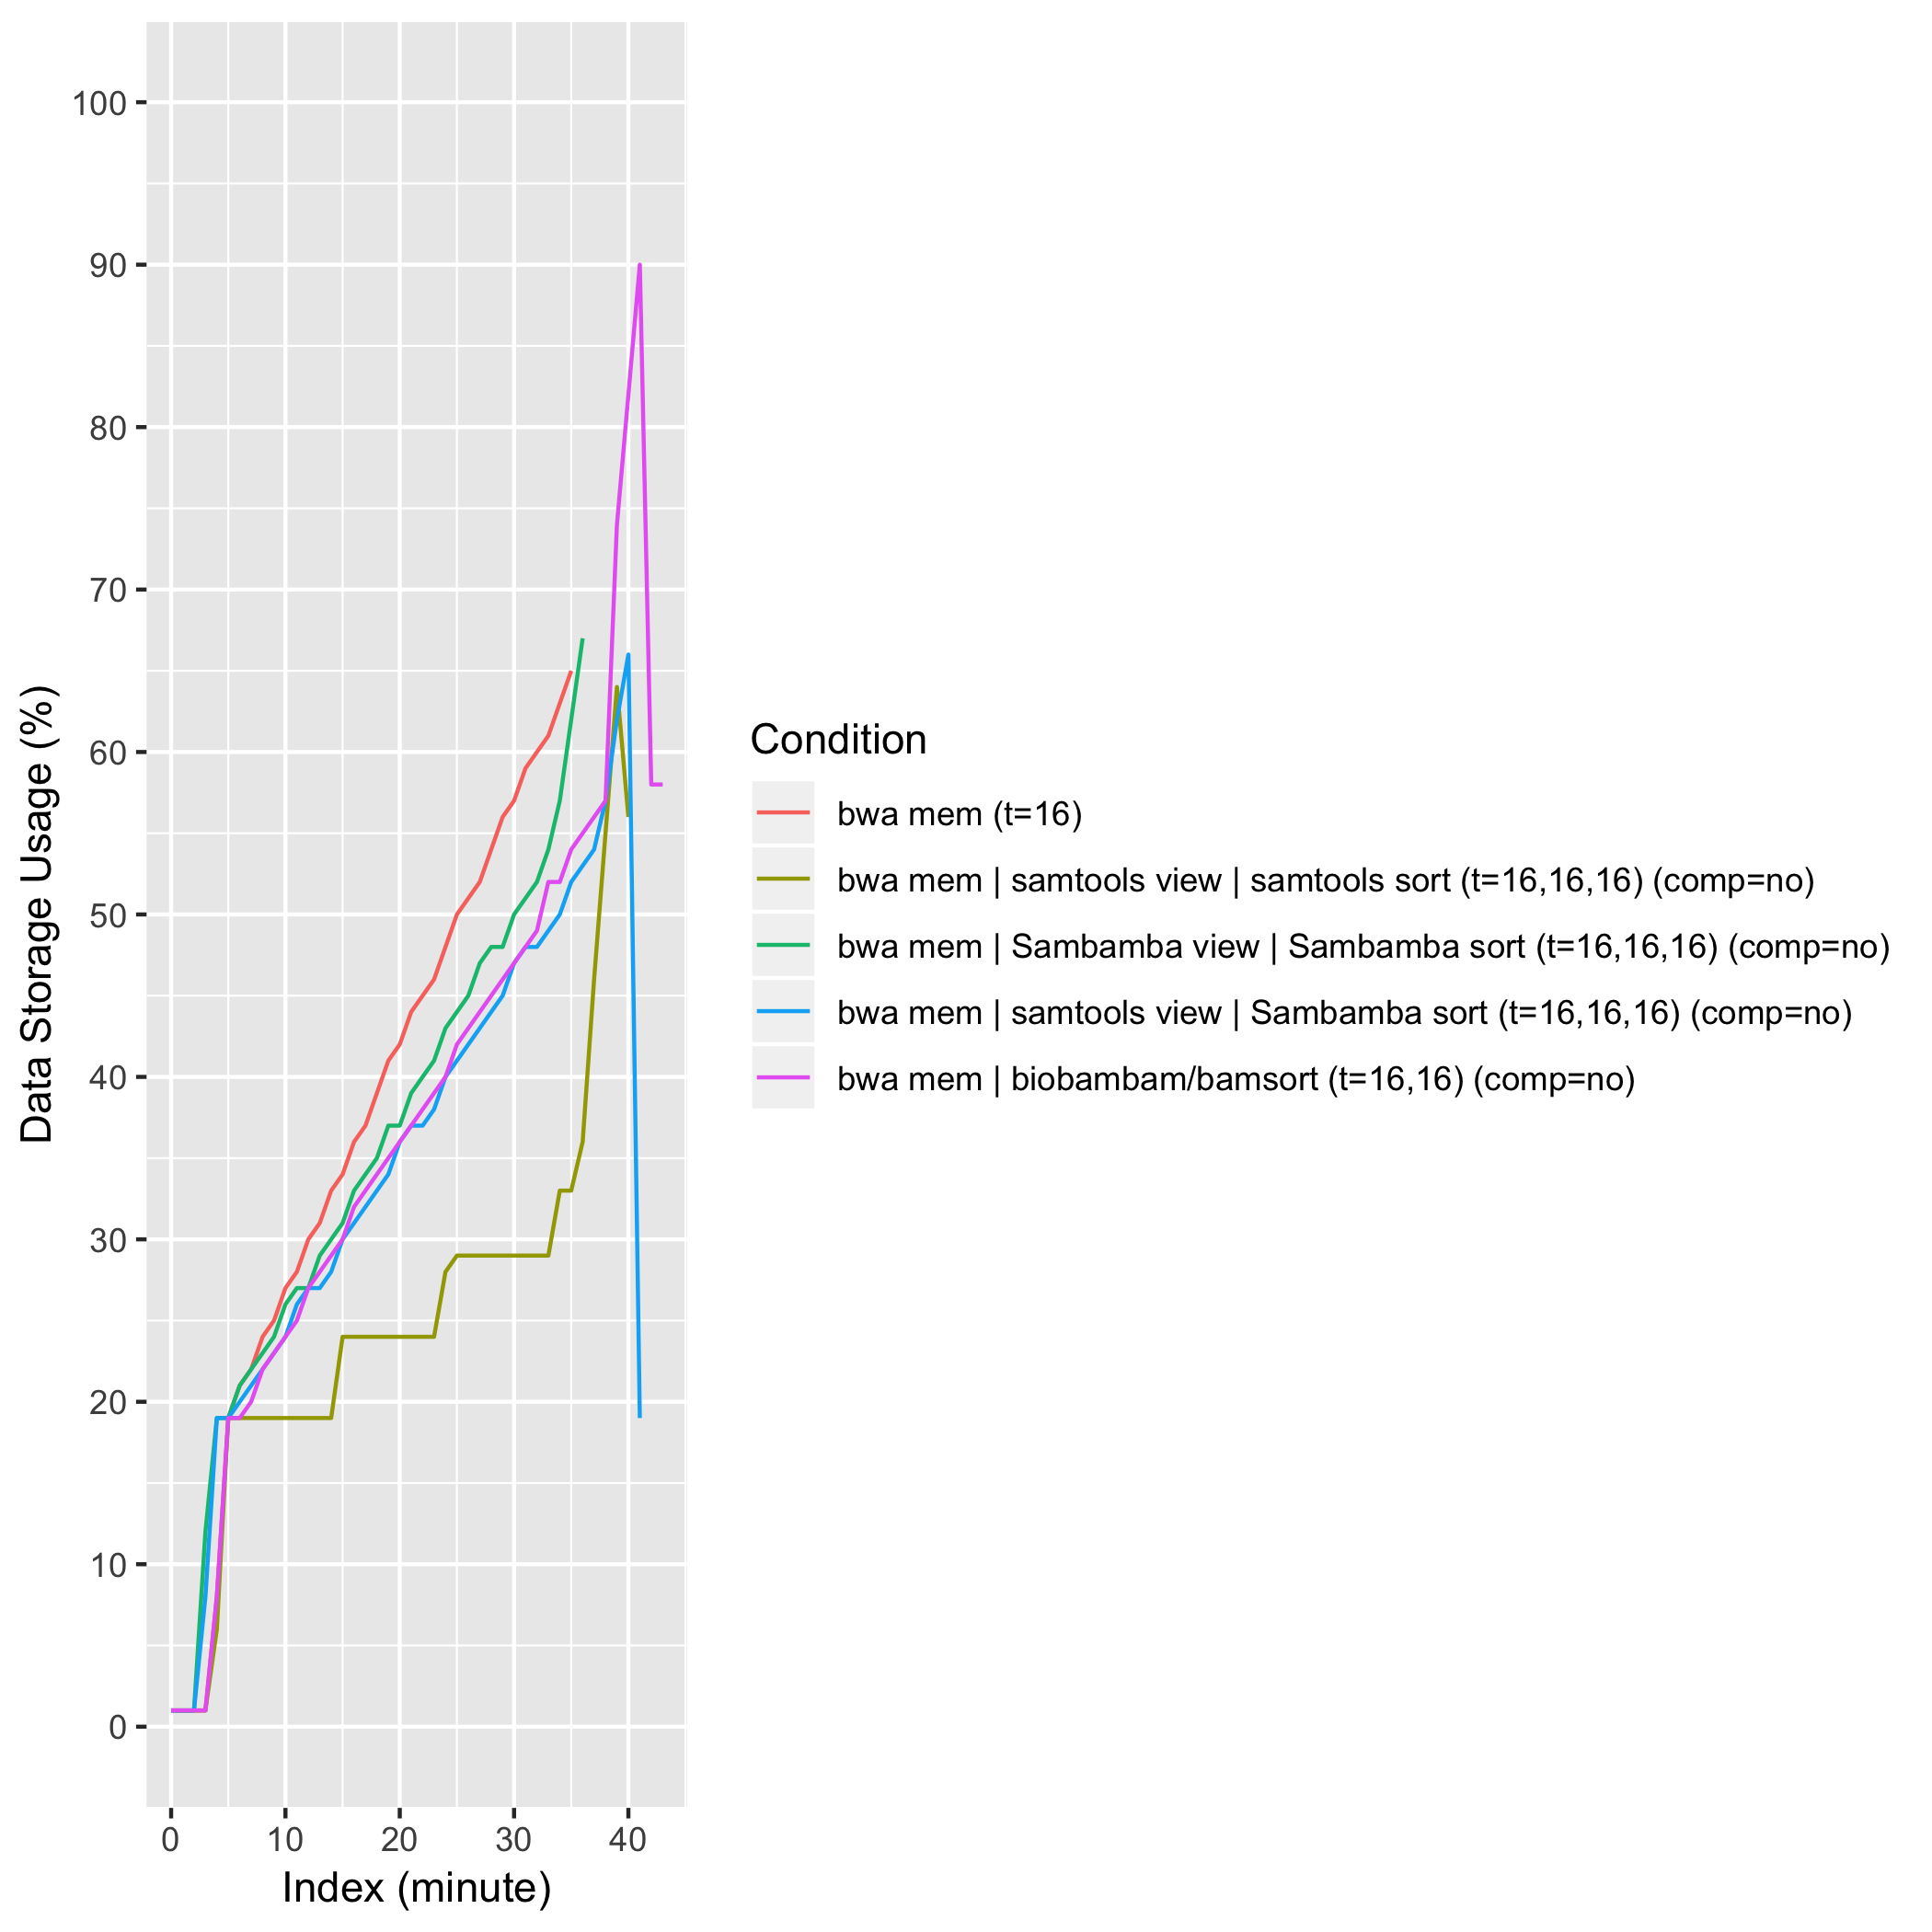 Data Storage Usage (%)
100
90
80
70
60
50
40
30
20
10
0
0 10 20 30 40
Index (minute)
Condition
bwa mem (t=16)
bwa mem | samtools view | samtools sort (t=16,16,16) (comp=no)
bwa mem | Sambamba view | Sambamba sort (t=16,16,16) (comp=no)
bwa mem | samtools view | Sambamba sort (t=16,16,16) (comp=no)
bwa mem | biobambam/bamsort (t=16,16) (comp=no)